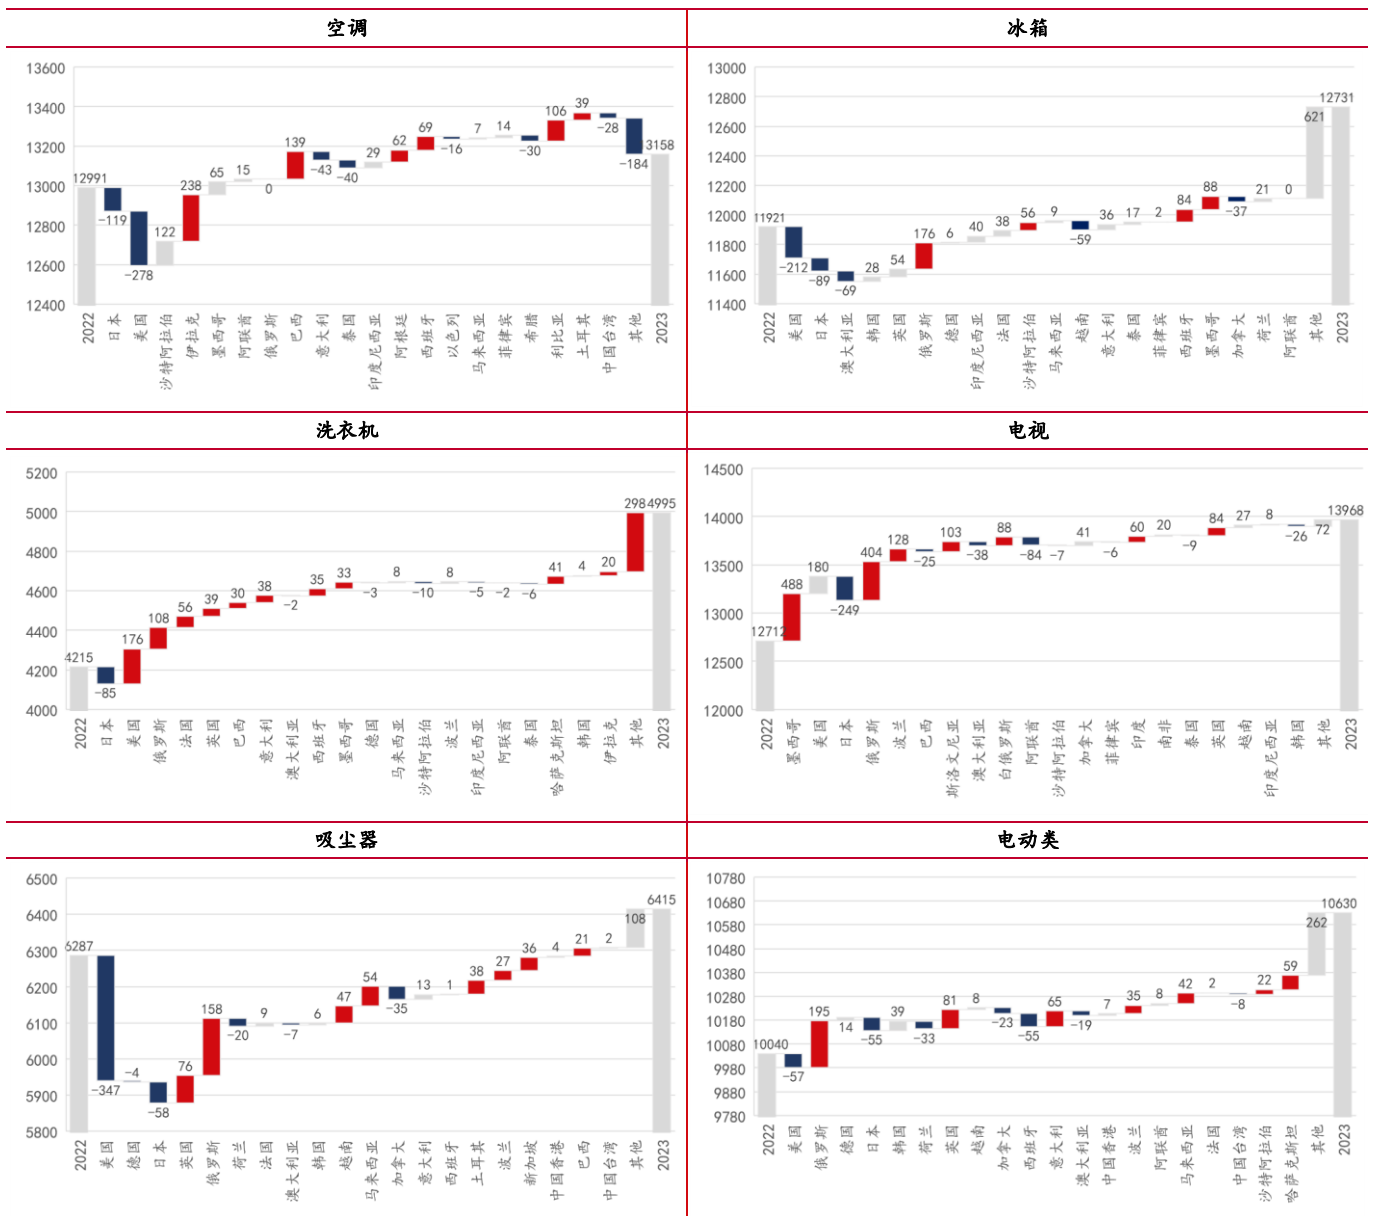 空调
13600
13400
13200
13000
12800
12600
12400
12991
-119
-278
122
238
65
15
0
139
-43
-40
29
62
69
-16
7
14
-30
106
39
-28
-184
3158
2022
日本
美国
沙特阿拉伯
伊拉克
墨西哥
阿联酋
俄罗斯
巴西
意大利
泰国
印度尼西亚
阿根廷
西班牙
以色列
马来西亚
菲律宾
希腊
利比亚
土耳其
中国台湾
其他
2023
冰箱
13000
12800
12600
12400
12200
12000
11800
11600
11400
11921
-212
-89
-69
28
54
176
6
40
38
56
9
-59
36
17
2
84
88
-37
21
0
621
12731
2022
美国
日本
澳大利亚
韩国
英国
俄罗斯
德国
印度尼西亚
法国
沙特阿拉伯
马来西亚
越南
意大利
泰国
菲律宾
西班牙
墨西哥
加拿大
荷兰
阿联酋
其他
2023
洗衣机
5200
5000
4800
4600
4400
4200
4000
4215
-85
176
108
56
39
30
38
-2
35
33
-3
8
-10
8
-5
-2
-6
41
4
20
298
4995
2022
日本
美国
俄罗斯
法国
英国
巴西
意大利
澳大利亚
西班牙
墨西哥
德国
马来西亚
沙特阿拉伯
波兰
印度尼西亚
阿联酋
泰国
哈萨克斯坦
韩国
伊拉克
其他
2023
电视
14500
14000
13500
13000
12500
12000
12712
488
180
-249
404
128
-25
103
-38
88
-84
-7
41
-6
60
20
-9
84
27
8
-26
72
13968
2022
墨西哥
美国
日本
俄罗斯
波兰
巴西
斯洛文尼亚
澳大利亚
白俄罗斯
阿联酋
沙特阿拉伯
加拿大
菲律宾
印度
南非
泰国
英国
越南
印度尼西亚
韩国
其他
2023
吸尘器
6500
6400
6300
6200
6100
6000
5900
5800
6287
-347
-4
-58
76
158
-20
9
-7
6
47
54
-35
13
1
38
27
36
4
21
2
108
6415
2022
美国
德国
日本
英国
俄罗斯
荷兰
法国
澳大利亚
韩国
越南
马来西亚
加拿大
意大利
西班牙
土耳其
波兰
新加坡
中国香港
巴西
中国台湾
其他
2023
电动类
10780
10680
10580
10480
10380
10280
10180
10080
9980
9880
9780
10040
-57
195
14
-55
39
-33
81
8
-23
-55
65
-19
7
35
8
42
2
-8
22
59
262
10630
2022
美国
俄罗斯
德国
日本
韩国
荷兰
英国
越南
加拿大
西班牙
意大利
澳大利亚
中国香港
波兰
阿联酋
马来西亚
法国
中国台湾
沙特阿拉伯
哈萨克斯坦
其他
2023